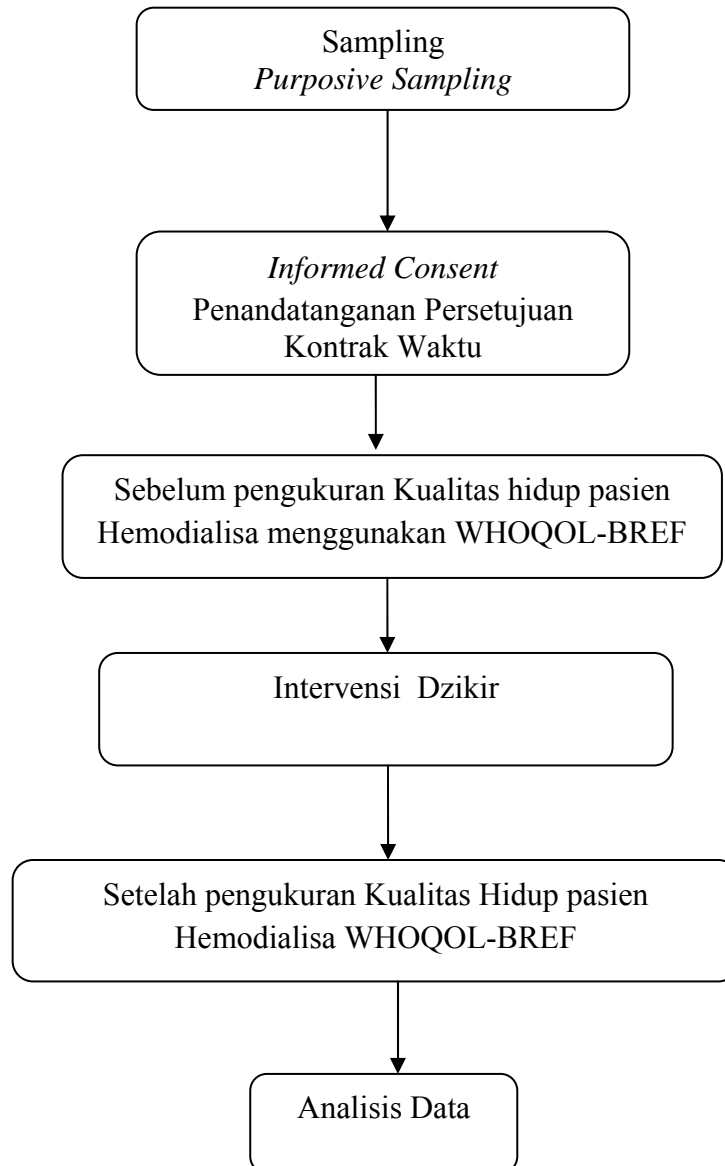 Sampling
Purposive Sampling
Informed Consent
Penandatanganan Persetujuan
Kontrak Waktu
Sebelum pengukuran Kualitas hidup pasien
Hemodialisa menggunakan WHOQOL-BREF
Intervensi Dzikir
Setelah pengukuran Kualitas Hidup pasien
Hemodialisa WHOQOL-BREF
Analisis Data